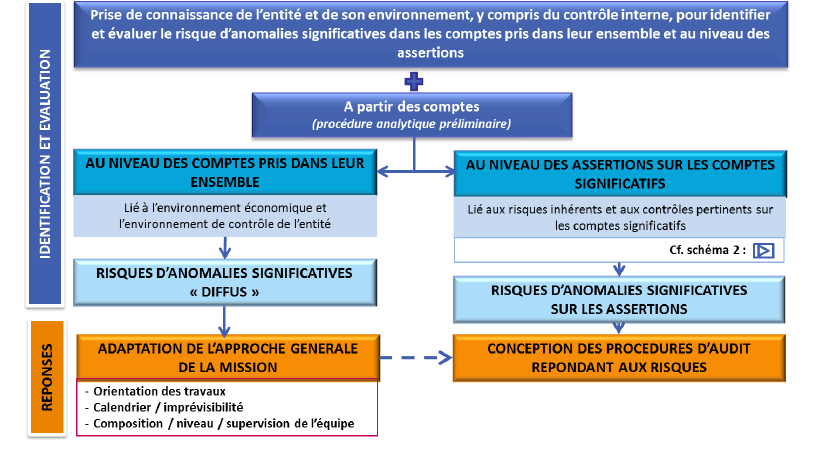 IDENTIFICATION ET EVALUATION
Prise de connaissance de l'entité et de son environnement, y compris du contrôle interne, pour identifier
et évaluer le risque d'anomalies significatives dans les comptes pris dans leur ensemble et au niveau des
assertions
A partir des comptes
(procédure analytique préliminaire)
AU NIVEAU DES COMPTES PRIS DANS LEUR
ENSEMBLE
Lié à l'environnement économique et
l'environnement de contrôle de l'entité
RISQUES D'ANOMALIES SIGNIFICATIVES
« DIFFUS »
AU NIVEAU DES ASSERTIONS SUR LES COMPTES
SIGNIFICATIFS
Lié aux risques inhérents et aux contrôles pertinents sur
les comptes significatifs
Cf. schéma 2 :
RISQUES D'ANOMALIES SIGNIFICATIVES
SUR LES ASSERTIONS
REPONSES
ADAPTATION DE L'APPROCHE GENERALE
DE LA MISSION
- Orientation des travaux
- Calendrier / imprévisibilité
- Composition / niveau / supervision de l'équipe
CONCEPTION DES PROCEDURES D'AUDIT
REPONDANT AUX RISQUES